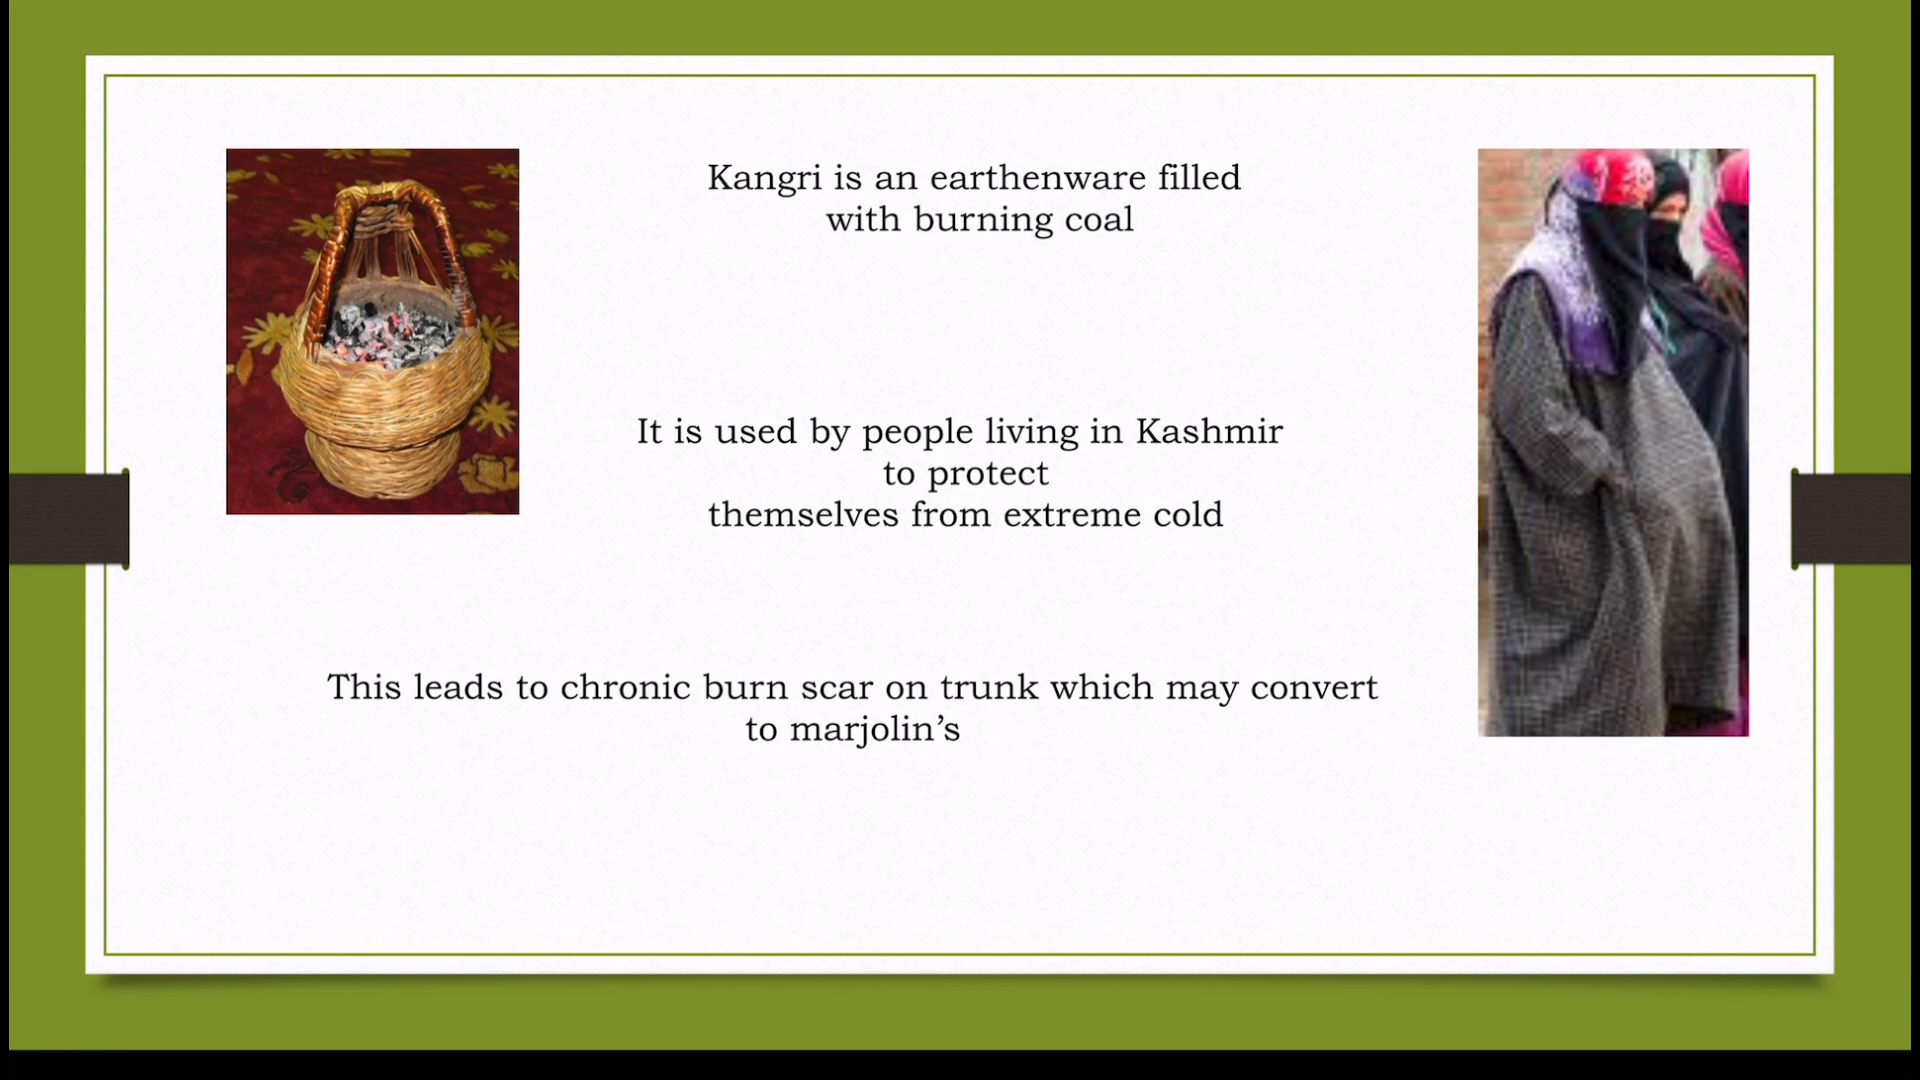 Kangri is an earthenware filled
with burning coal
It is used by people living in Kashmir
to protect
themselves from extreme cold
This leads to chronic burn scar on trunk which may convert
to marjolin’s